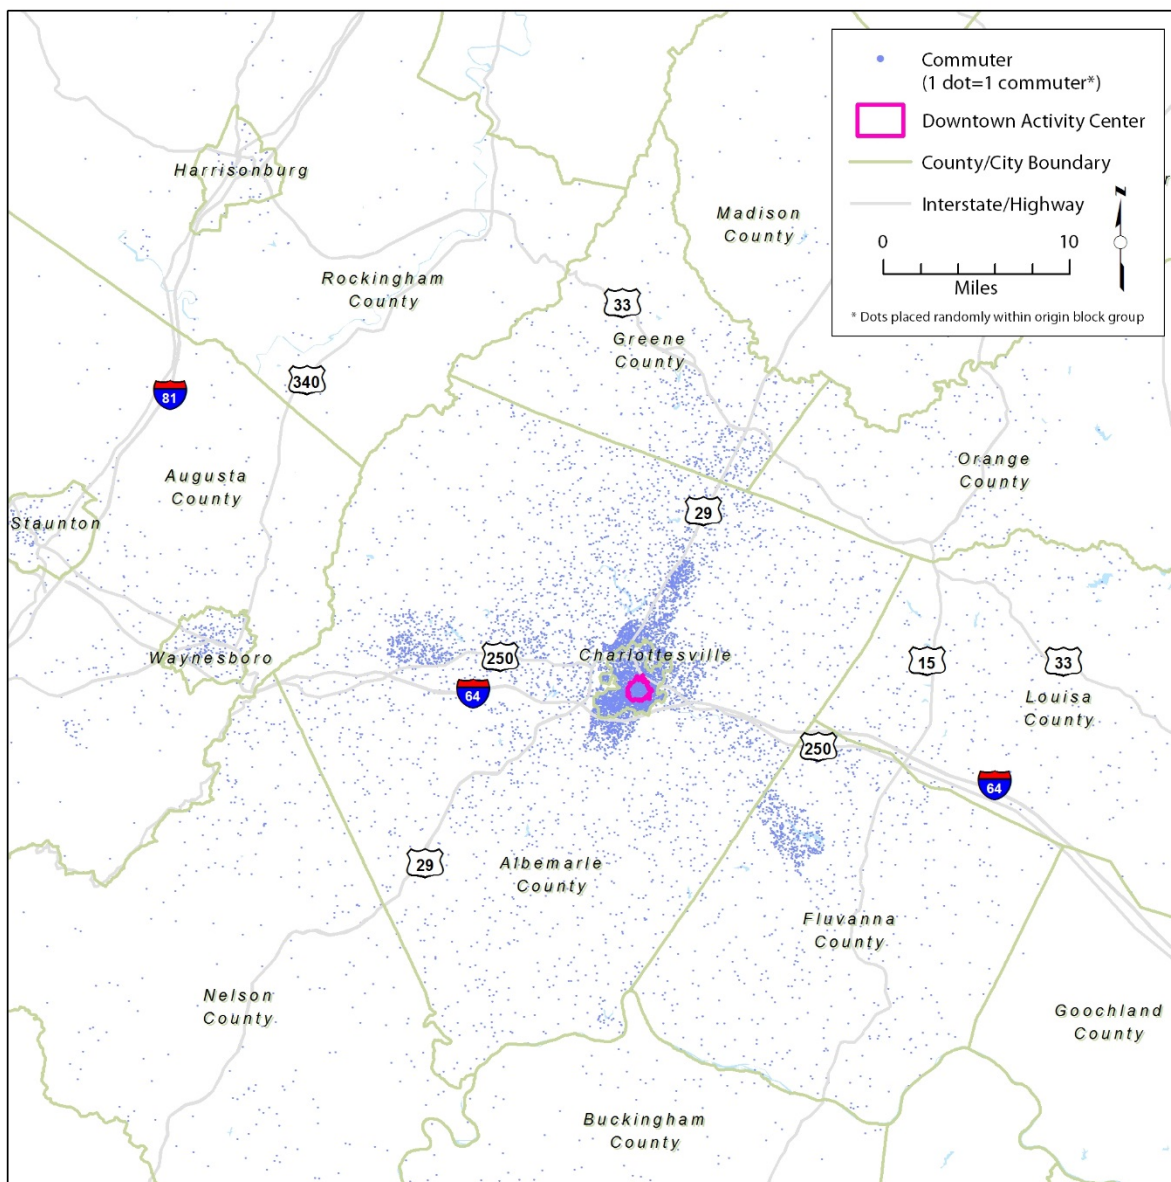 Commuter
(1 dot=1 commuter*)
Downtown Activity Center
County/City Boundary
Interstate/Highway
N
0 10
Miles
* Dots placed randomly within origin block group
Harrisonburg
Madison
County
Rockingham
County
33
Greene
County
340
81
Augusta
County
Orange
County
Staunton
29
Waynesboro
250
Charlottesville
15
33
64
Louisa
County
250
64
29
Albemarle
County
Fluvanna
County
Nelson
County
Goochland
County
Buckingham
County